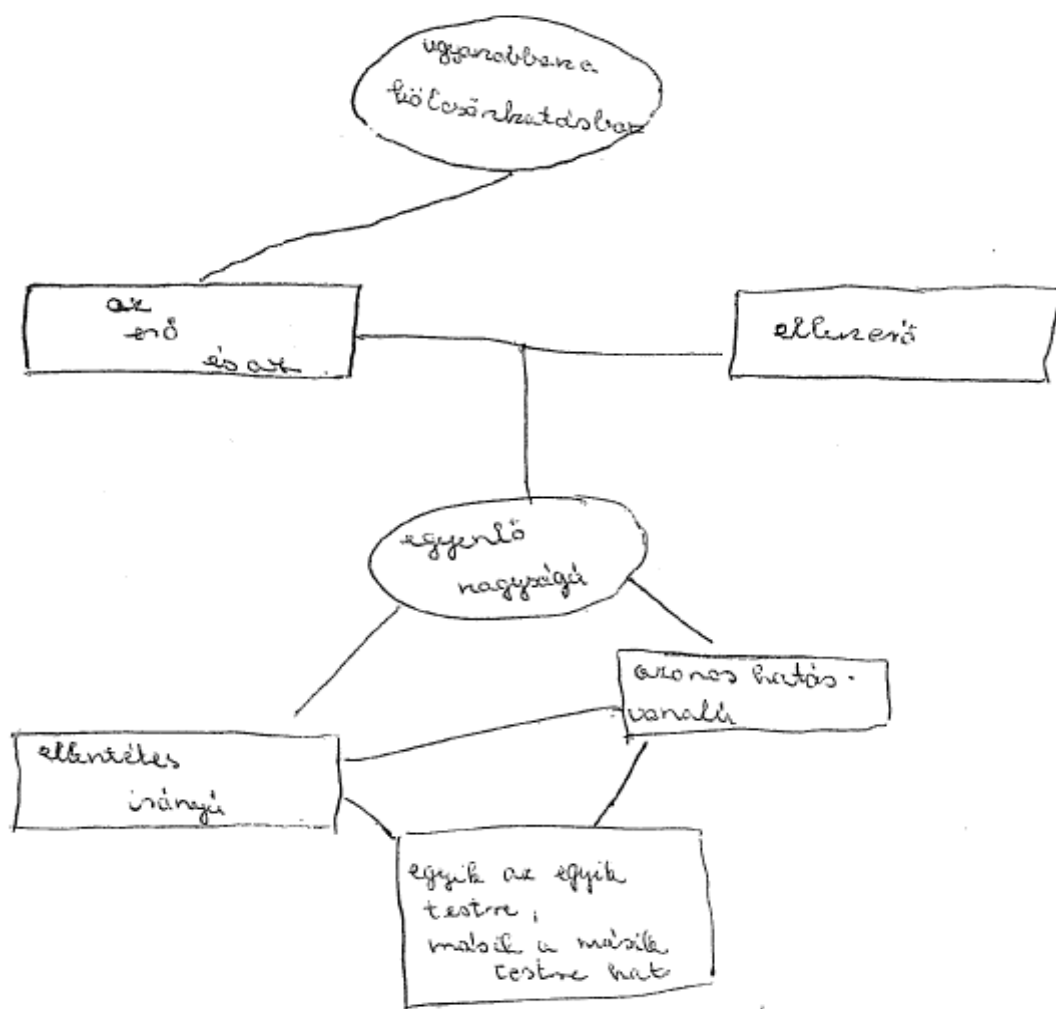 ugyanabban a
kölcsönhatásban
az
erő
és az
ellenerő
egyenlő
nagyságú
azonos hatás-
vonalú
ellentétes
irányú
egyik az egyik
testre,
másik a másik
testre hat